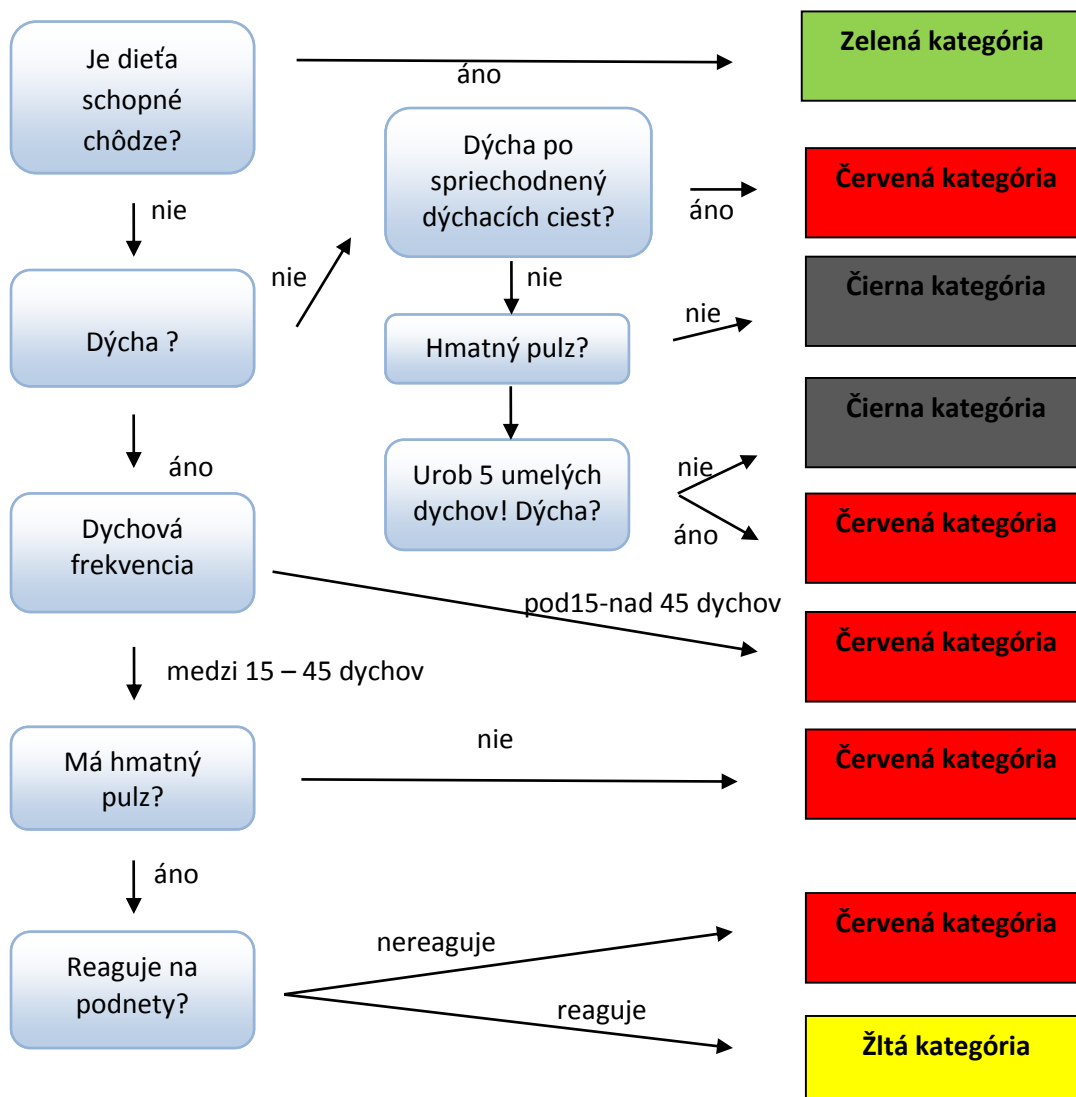 Je dieťa
schopné
chôdze?
áno
Zelená kategória
nie
Dýcha po
spriechodnený
dýchacích ciest?
áno
Červená kategória
Dýcha ?
nie
nie
Hmatný pulz?
nie
Čierna kategória
áno
Urob 5 umelých
dychov! Dýcha?
nie
Čierna kategória
áno
Červená kategória
Dychová
frekvencia
pod15-nad 45 dychov
Červená kategória
medzi 15 – 45 dychov
Má hmatný
pulz?
nie
Červená kategória
áno
Reaguje na
podnety?
nereaguje
Červená kategória
reaguje
Žltá kategória